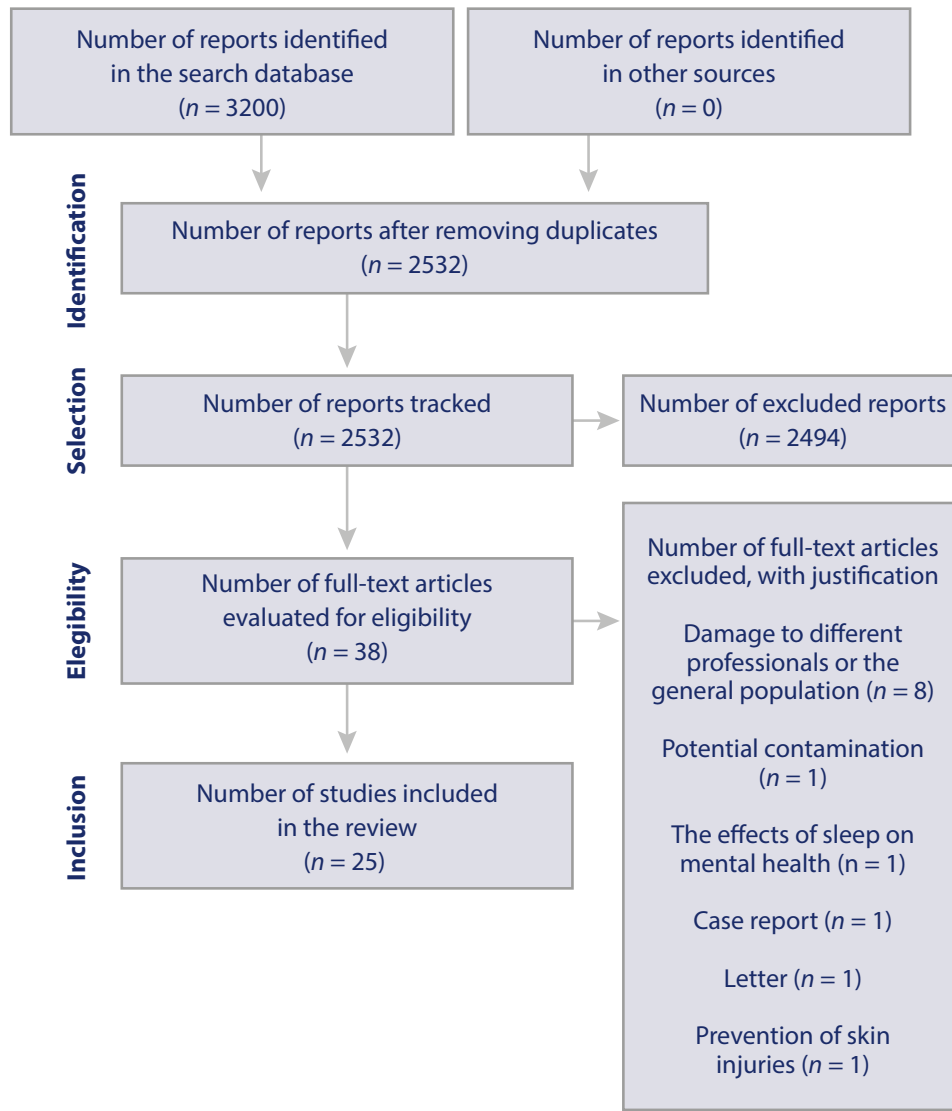 Number of reports identified
in the search database
(n = 3200)
Number of reports identified
in other sources
(n = 0)
Identification
Number of reports after removing duplicates
(n = 2532)
Selection
Number of reports tracked
(n = 2532)
Number of excluded reports
(n = 2494)
Elegibility
Number of full-text articles
evaluated for eligibility
(n = 38)
Number of full-text articles
excluded, with justification
Damage to different
professionals or the
general population (n = 8)
Potential contamination
(n = 1)
The effects of sleep on
mental health (n = 1)
Case report (n = 1)
Letter (n = 1)
Prevention of skin
injuries (n = 1)
Inclusion
Number of studies included
in the review
(n = 25)